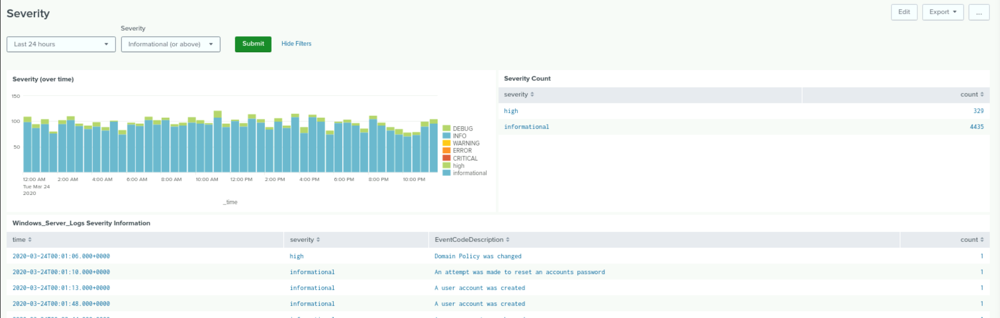 Severity
Edit Export ...
Severity
Last 24 hours Informational (or above) Submit Hide Filters
Severity (over time)
150
100
50
12:00 AM 2:00 AM 4:00 AM 6:00 AM 8:00 AM 10:00 AM 12:00 PM 2:00 PM 4:00 PM 6:00 PM 8:00 PM 10:00 PM
Tue Mar 24
2020
_time
DEBUG
INFO
WARNING
ERROR
CRITICAL
high
informational
Severity Count
severity count
high 329
informational 4435
Windows_Server_Logs Severity Information
time severity EventCodeDescription count
2020-03-24T00:01:06.000+0000 high Domain Policy was changed 1
2020-03-24T00:01:10.000+0000 informational An attempt was made to reset an accounts password 1
2020-03-24T00:01:13.000+0000 informational A user account was created 1
2020-03-24T00:01:48.000+0000 informational A user account was created 1